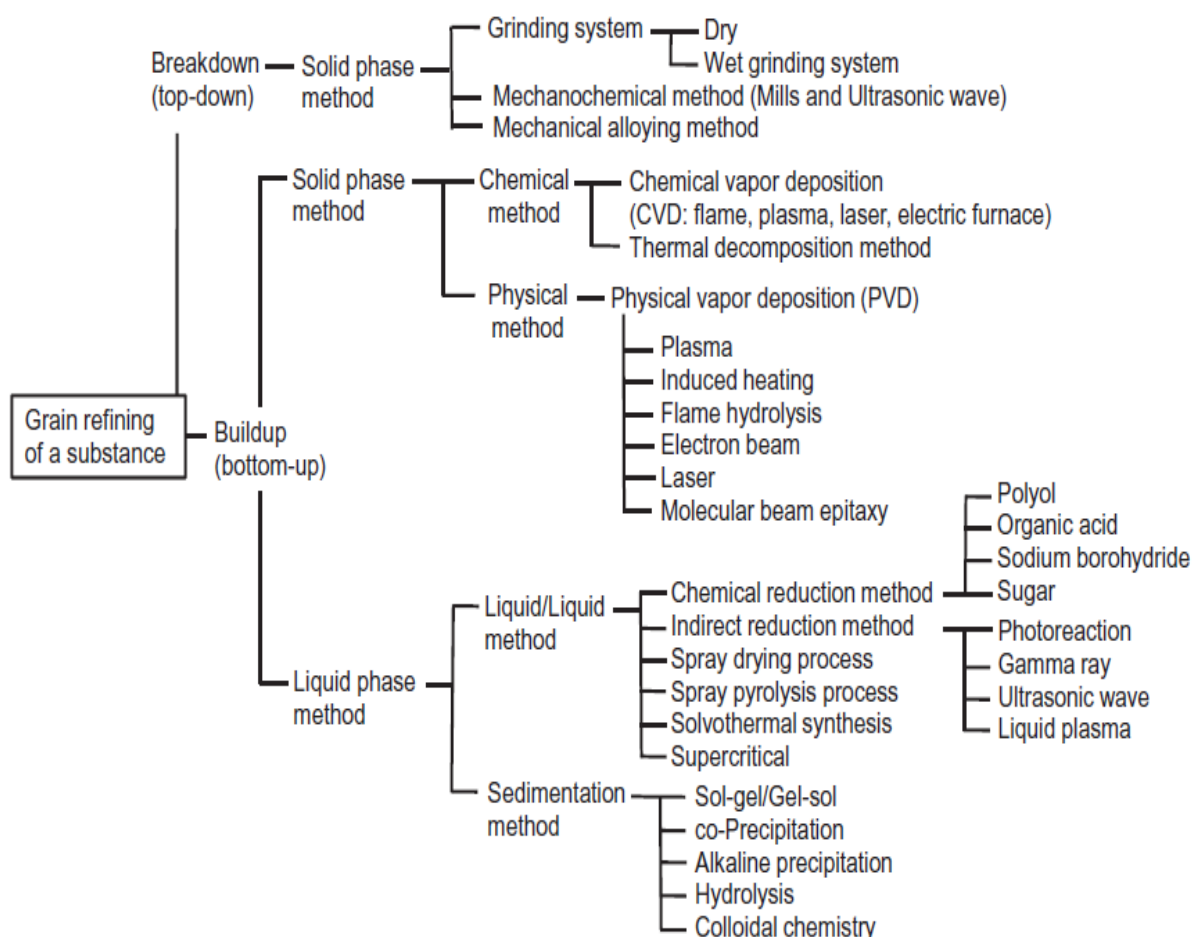 Grinding system
Dry
Wet grinding system
Breakdown
(top-down)
Solid phase
method
Mechanochemical method (Mills and Ultrasonic wave)
Mechanical alloying method
Solid phase
method
Chemical
method
Chemical vapor deposition
(CVD: flame, plasma, laser, electric furnace)
Thermal decomposition method
Physical
method
Physical vapor deposition (PVD)
Plasma
Induced heating
Flame hydrolysis
Electron beam
Laser
Molecular beam epitaxy
Grain refining
of a substance
Buildup
(bottom-up)
Liquid phase
method
Liquid/Liquid
method
Chemical reduction method
Polyol
Organic acid
Sodium borohydride
Sugar
Indirect reduction method
Photoreaction
Gamma ray
Ultrasonic wave
Liquid plasma
Spray drying process
Spray pyrolysis process
Solvothermal synthesis
Supercritical
Sedimentation
method
Sol-gel/Gel-sol
co-Precipitation
Alkaline precipitation
Hydrolysis
Colloidal chemistry